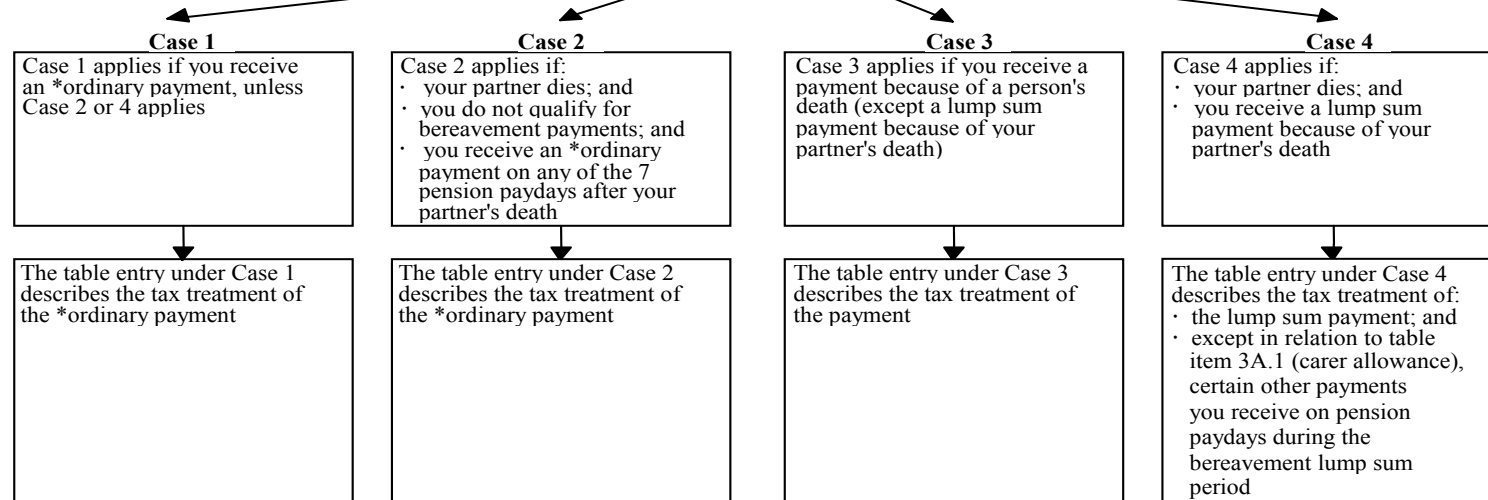 Case 1
Case 1 applies if you receive
an *ordinary payment, unless
Case 2 or 4 applies
The table entry under Case 1
describes the tax treatment of
the *ordinary payment
Case 2
Case 2 applies if:
· your partner dies; and
· you do not qualify for
bereavement payments; and
· you receive an *ordinary
payment on any of the 7
pension paydays after your
partner's death
The table entry under Case 2
describes the tax treatment of
the *ordinary payment
Case 3
Case 3 applies if you receive a
payment because of a person's
death (except a lump sum
payment because of your
partner's death)
The table entry under Case 3
describes the tax treatment of
the payment
Case 4
Case 4 applies if:
· your partner dies; and
· you receive a lump sum
payment because of your
partner's death
The table entry under Case 4
describes the tax treatment of:
· the lump sum payment; and
· except in relation to table
item 3A.1 (carer allowance),
certain other payments
you receive on pension
paydays during the
bereavement lump sum
period